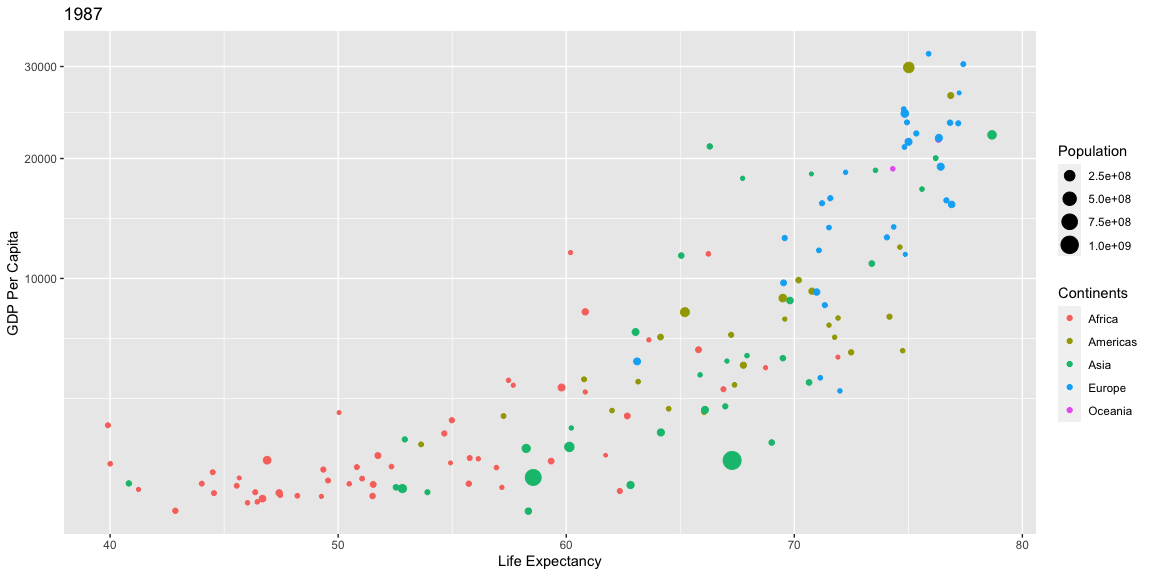 1987
GDP Per Capita
30000
20000
10000
40 50 60 70 80
Life Expectancy
Population
2.5e+08
5.0e+08
7.5e+08
1.0e+09
Continents
Africa
Americas
Asia
Europe
Oceania